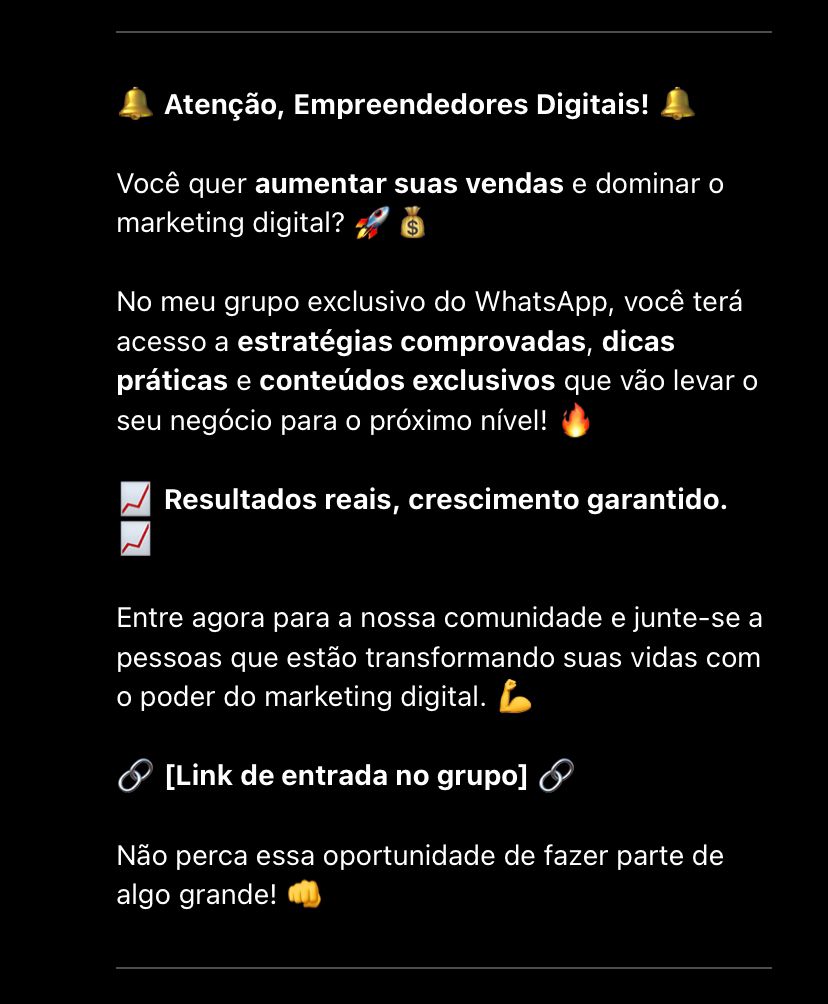 🔔 Atenção, Empreendedores Digitais! 🔔
Você quer aumentar suas vendas e dominar o
marketing digital? 🚀 💰
No meu grupo exclusivo do WhatsApp, você terá
acesso a estratégias comprovadas, dicas
práticas e conteúdos exclusivos que vão levar o
seu negócio para o próximo nível! 🔥
📈 Resultados reais, crescimento garantido.
📈
Entre agora para a nossa comunidade e junte-se a
pessoas que estão transformando suas vidas com
o poder do marketing digital. 💪
🔗 [Link de entrada no grupo] 🔗
Não perca essa oportunidade de fazer parte de
algo grande! 👊